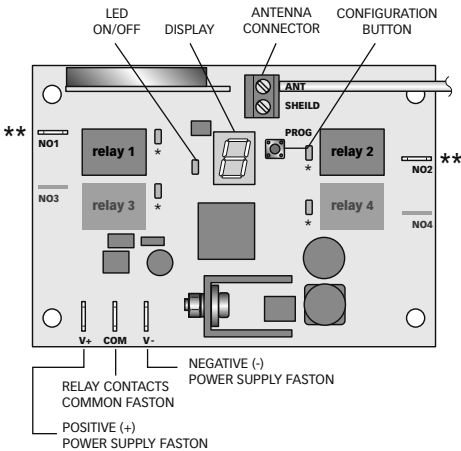 LED
ON/OFF
DISPLAY
ANTENNA
CONNECTOR
CONFIGURATION
BUTTON
ANT
SHEILD
PROG
**
NO1
relay 1
*
*
relay 2
**
NO2
NO3
relay 3
*
*
relay 4
NO4
V+
COM
V-
NEGATIVE (-)
POWER SUPPLY FASTON
RELAY CONTACTS
COMMON FASTON
POSITIVE (+)
POWER SUPPLY FASTON